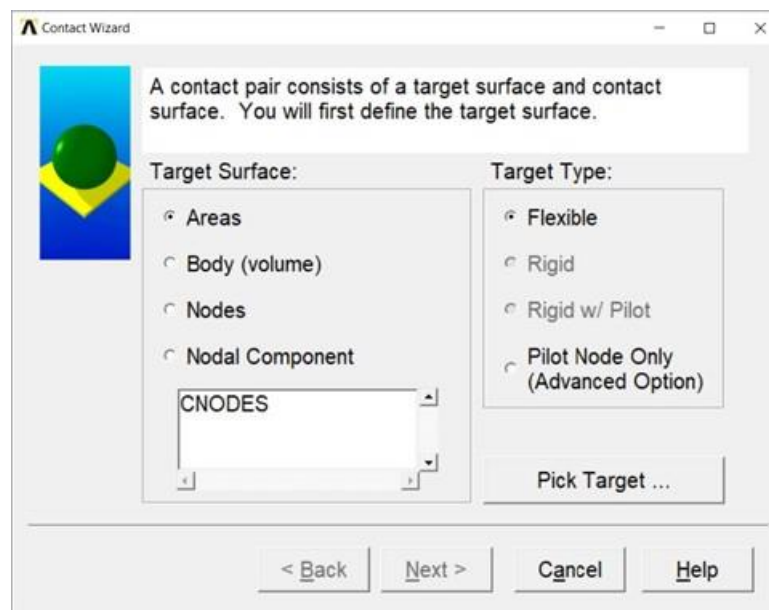 Contact Wizard
A contact pair consists of a target surface and contact
surface. You will first define the target surface.
Target Surface:
Areas
Body (volume)
Nodes
Nodal Component
CNODES
Target Type:
Flexible
Rigid
Rigid w/ Pilot
Pilot Node Only
(Advanced Option)
Pick Target ...
< Back
Next >
Cancel
Help